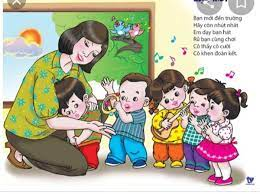 Bạn mới đến trường
Hãy còn nhút nhát
Em dạy bạn hát
Rủ bạn cùng chơi
Cô thấy cô cười
Cô khen đoàn kết.